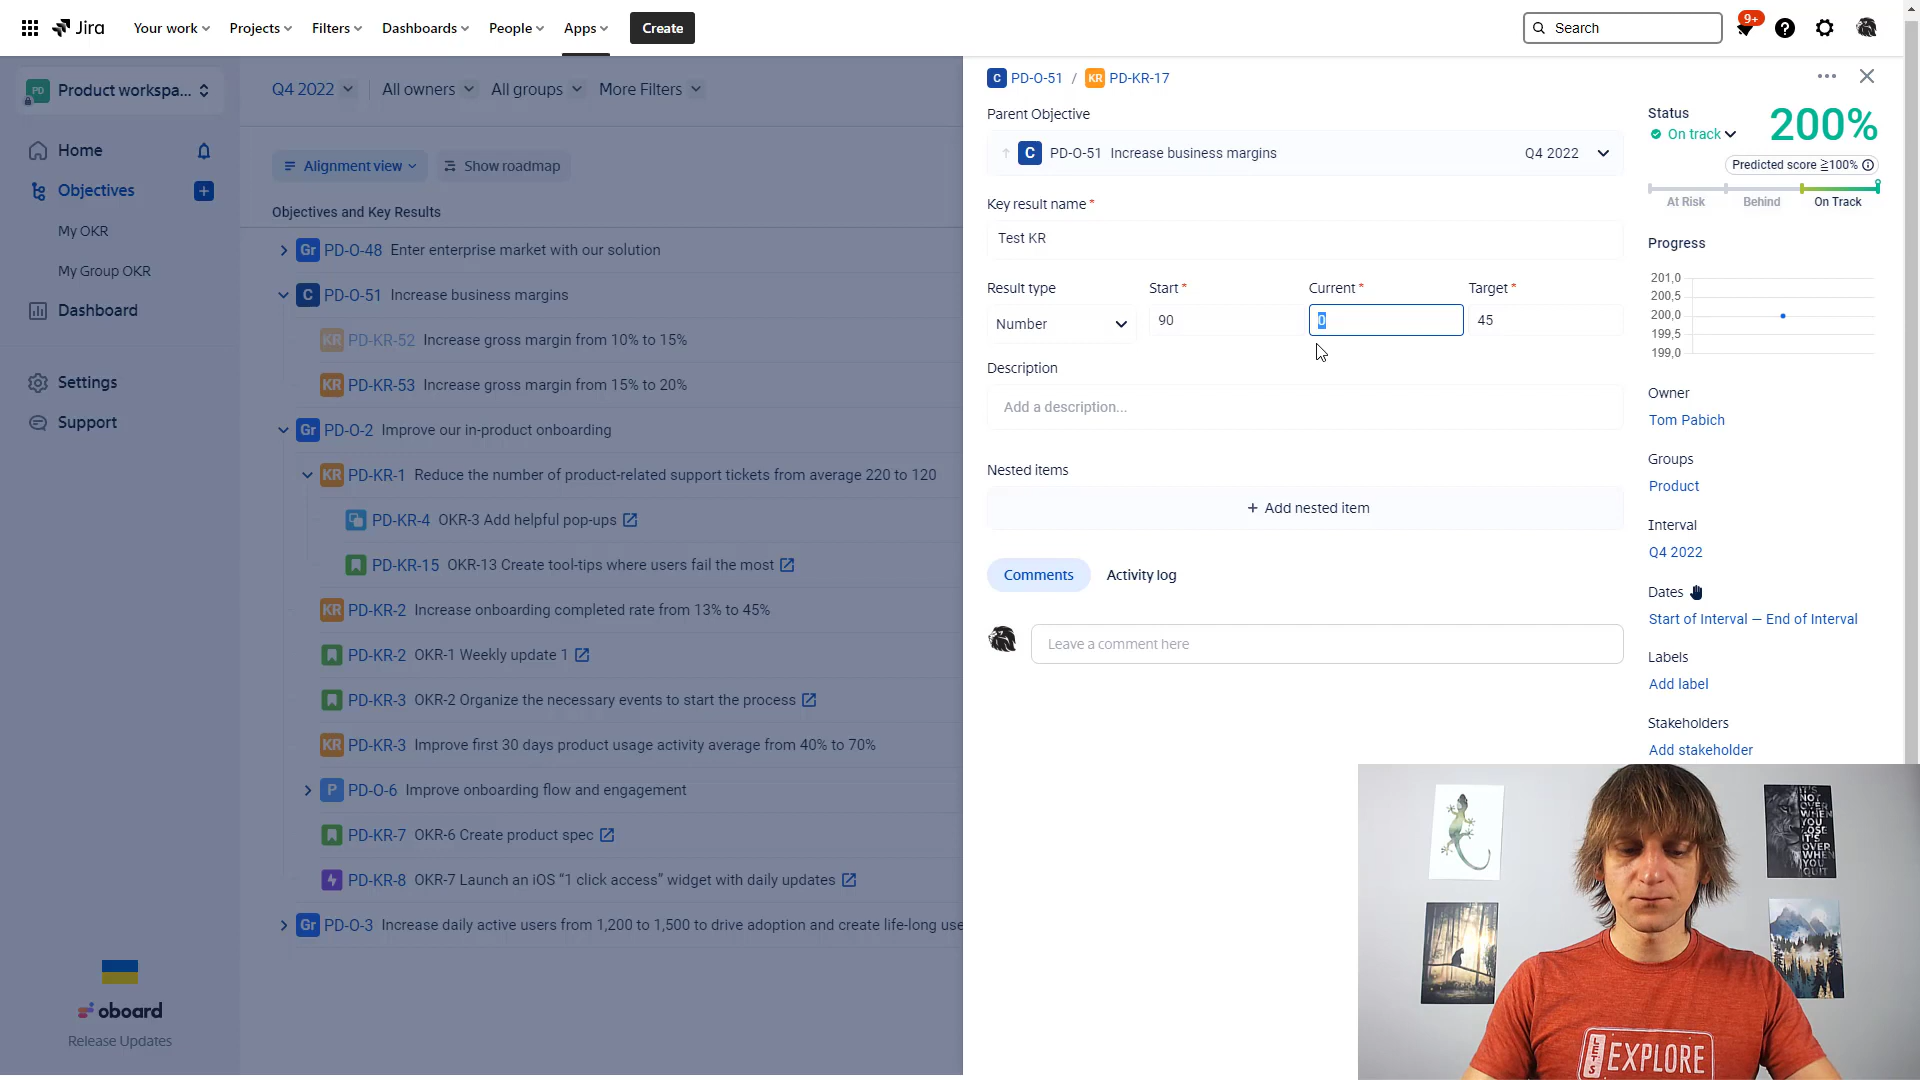 Jira
Your work
Projects
Filters
Dashboards
People
Apps
Create
Search
9+
PD
Product workspa...
Home
Objectives
My OKR
My Group OKR
Dashboard
Settings
Support
oboard
Release Updates
Q4 2022
All owners
All groups
More Filters
Alignment view
Show roadmap
Objectives and Key Results
Gr PD-O-48 Enter enterprise market with our solution
C PD-O-51 Increase business margins
KR PD-KR-52 Increase gross margin from 10% to 15%
KR PD-KR-53 Increase gross margin from 15% to 20%
Gr PD-O-2 Improve our in-product onboarding
KR PD-KR-1 Reduce the number of product-related support tickets from average 220 to 120
PD-KR-4 OKR-3 Add helpful pop-ups
PD-KR-15 OKR-13 Create tool-tips where users fail the most
KR PD-KR-2 Increase onboarding completed rate from 13% to 45%
PD-KR-2 OKR-1 Weekly update 1
PD-KR-3 OKR-2 Organize the necessary events to start the process
KR PD-KR-3 Improve first 30 days product usage activity average from 40% to 70%
P PD-O-6 Improve onboarding flow and engagement
PD-KR-7 OKR-6 Create product spec
PD-KR-8 OKR-7 Launch an iOS “1 click access” widget with daily updates
Gr PD-O-3 Increase daily active users from 1,200 to 1,500 to drive adoption and create life-long use
C PD-O-51 / KR PD-KR-17
Parent Objective
C PD-O-51 Increase business margins Q4 2022
Key result name *
Test KR
Result type Start * Current * Target *
Number 90 0 45
Description
Add a description...
Nested items
+ Add nested item
Comments
Activity log
Leave a comment here
Status
On track
200%
Predicted score ≥100%
At Risk Behind On Track
Progress
201,0
200,5
200,0
199,5
199,0
Owner
Tom Pabich
Groups
Product
Interval
Q4 2022
Dates
Start of Interval – End of Interval
Labels
Add label
Stakeholders
Add stakeholder
IT'S
NOT
OVER
WHEN
YOU
LOSE
IT'S
OVER
WHEN
YOU
QUIT
LET'S
EXPLORE